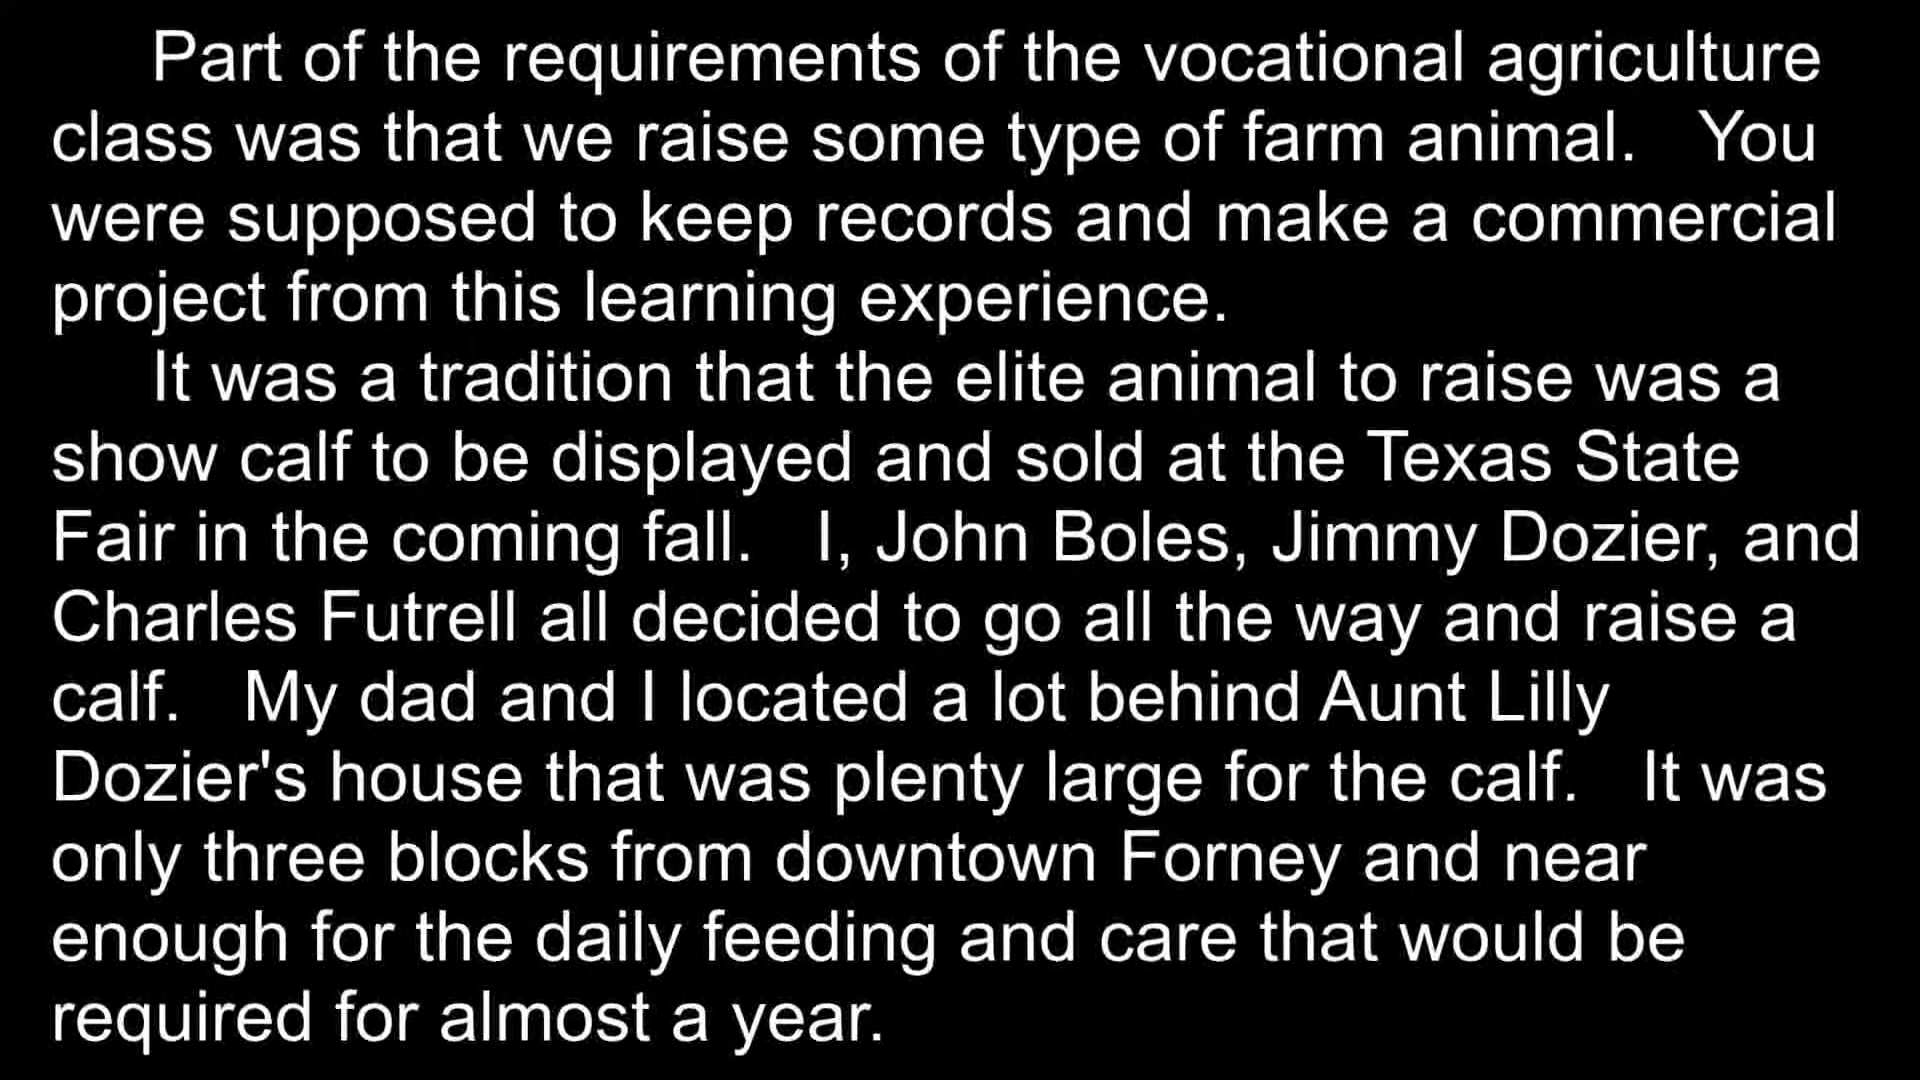 Part of the requirements of the vocational agriculture
class was that we raise some type of farm animal.   You
were supposed to keep records and make a commercial
project from this learning experience.
It was a tradition that the elite animal to raise was a
show calf to be displayed and sold at the Texas State
Fair in the coming fall.   I, John Boles, Jimmy Dozier, and
Charles Futrell all decided to go all the way and raise a
calf.   My dad and I located a lot behind Aunt Lilly
Dozier's house that was plenty large for the calf.   It was
only three blocks from downtown Forney and near
enough for the daily feeding and care that would be
required for almost a year.